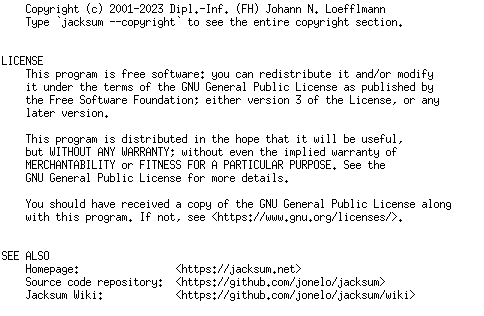 Copyright (c) 2001-2023 Dipl.-Inf. (FH) Johann N. Loefflmann
Type `jacksum --copyright` to see the entire copyright section.
LICENSE
This program is free software: you can redistribute it and/or modify
it under the terms of the GNU General Public License as published by
the Free Software Foundation; either version 3 of the License, or any
later version.
This program is distributed in the hope that it will be useful,
but WITHOUT ANY WARRANTY; without even the implied warranty of
MERCHANTABILITY or FITNESS FOR A PARTICULAR PURPOSE. See the
GNU General Public License for more details.
You should have received a copy of the GNU General Public License along
with this program. If not, see <https://www.gnu.org/licenses/>.
SEE ALSO
Homepage: <https://jacksum.net>
Source code repository: <https://github.com/jonelo/jacksum>
Jacksum Wiki: <https://github.com/jonelo/jacksum/wiki>